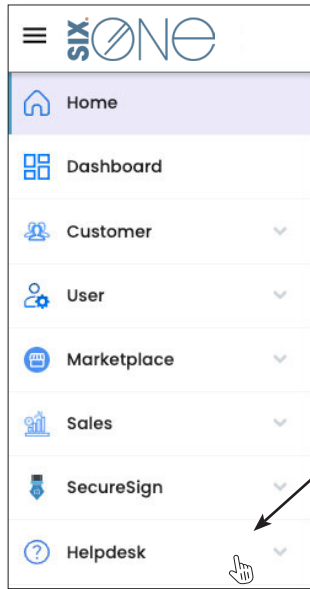 SIX ONE
Home
Dashboard
Customer
User
Marketplace
Sales
SecureSign
Helpdesk